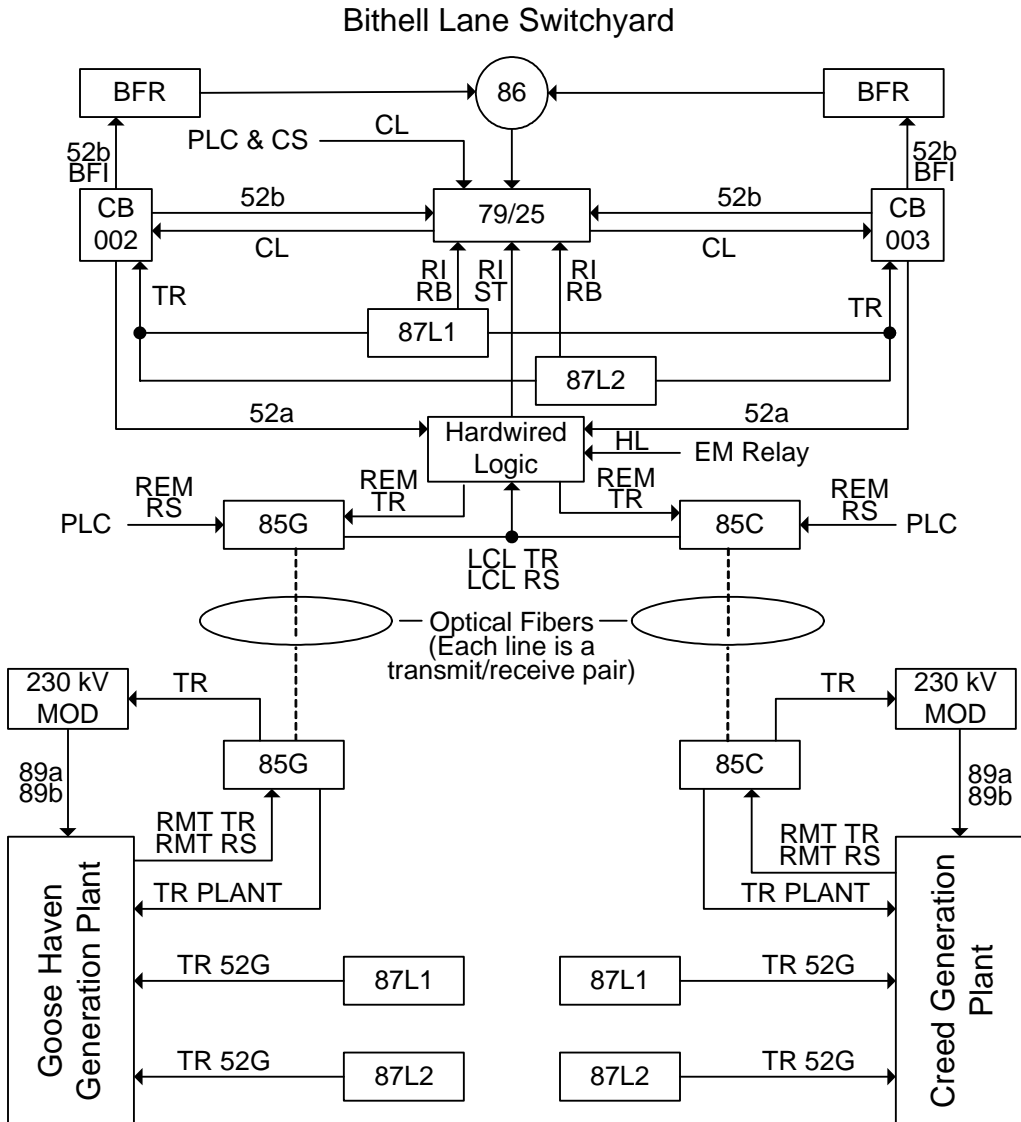 Bithell Lane Switchyard
BFR
86
BFR
PLC & CS
CL
52b
BFI
52b
BFI
CB
002
52b
79/25
52b
CB
003
CL
CL
TR
RI
RB
RI
ST
RI
RB
TR
87L1
87L2
52a
52a
Hardwired
Logic
HL
EM Relay
REM
RS
REM
TR
REM
TR
REM
RS
PLC
85G
85C
PLC
LCL TR
LCL RS
Optical Fibers
(Each line is a
transmit/receive pair)
230 kV
MOD
TR
TR
230 kV
MOD
85G
85C
89a
89b
89a
89b
RMT TR
RMT RS
RMT TR
RMT RS
TR PLANT
TR PLANT
Goose Haven
Generation Plant
Creed Generation
Plant
TR 52G
87L1
87L1
TR 52G
TR 52G
87L2
87L2
TR 52G